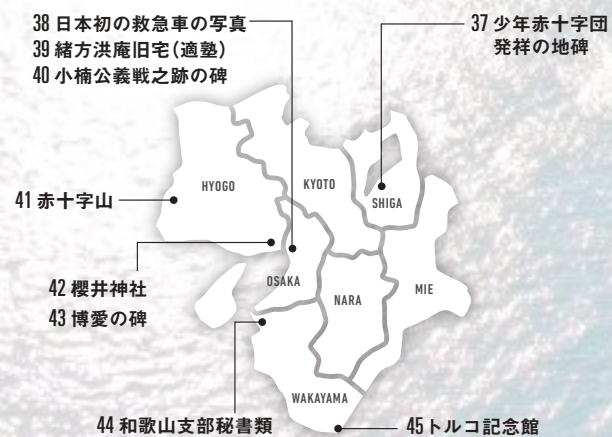 38 日本初の救急車の写真
39 緒方洪庵旧宅(適塾)
40 小楠公義戦之跡の碑
37 少年赤十字団
発祥の地碑
HYOGO
KYOTO
SHIGA
41 赤十字山
OSAKA
NARA
MIE
42 櫻井神社
43 博愛の碑
WAKAYAMA
44 和歌山支部秘書類
45トルコ記念館